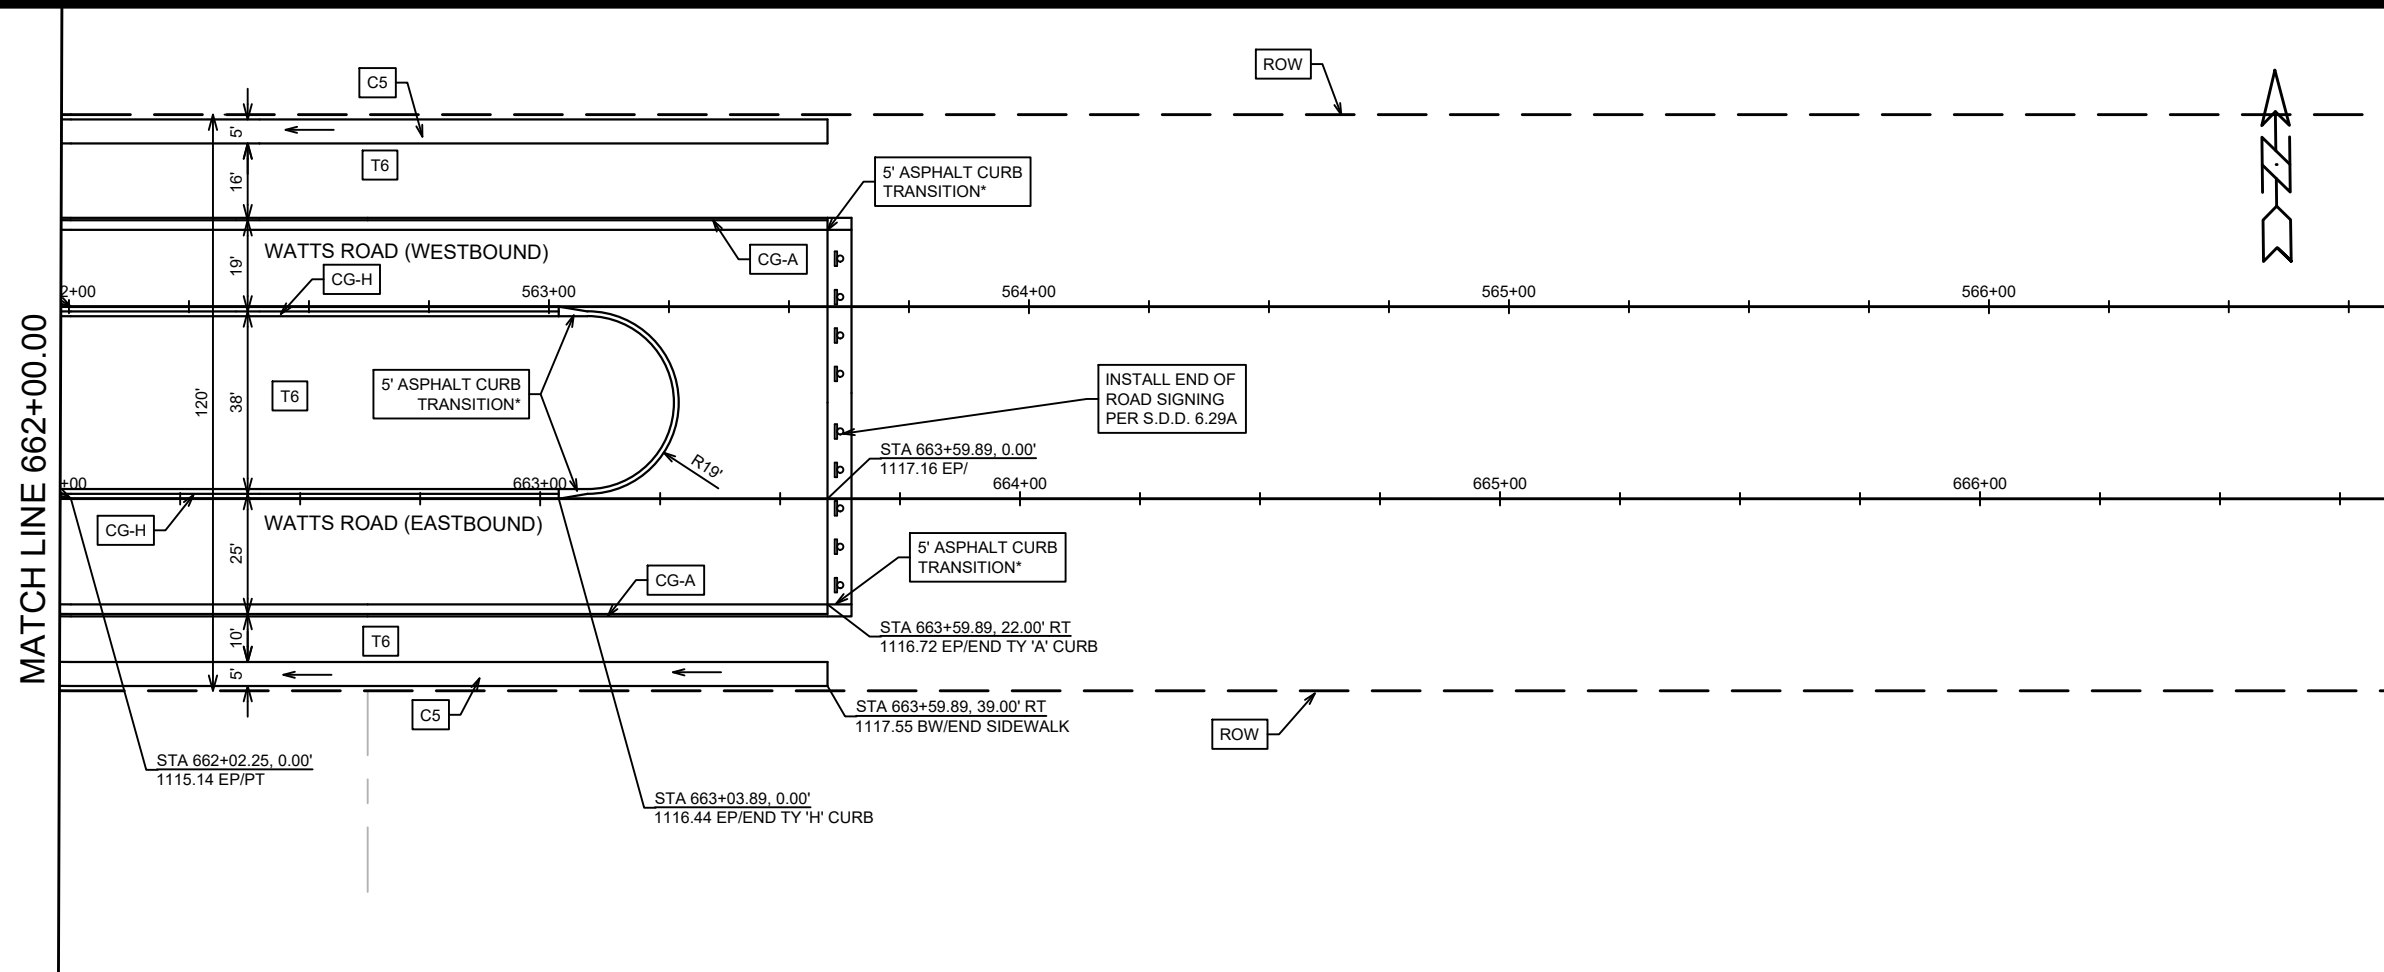 MATCH LINE 662+00.00
C5
ROW
5'
T6
16'
5' ASPHALT CURB
TRANSITION*
WATTS ROAD (WESTBOUND)
CG-A
19'
CG-H
2+00
563+00
564+00
565+00
566+00
N
120'
38'
T6
5' ASPHALT CURB
TRANSITION*
INSTALL END OF
ROAD SIGNING
PER S.D.D. 6.29A
R19'
STA 663+59.89, 0.00'
1117.16 EP/
+00
663+00
664+00
665+00
666+00
CG-H
WATTS ROAD (EASTBOUND)
25'
5' ASPHALT CURB
TRANSITION*
CG-A
10'
T6
STA 663+59.89, 22.00' RT
1116.72 EP/END TY 'A' CURB
5'
C5
STA 663+59.89, 39.00' RT
1117.55 BW/END SIDEWALK
ROW
STA 662+02.25, 0.00'
1115.14 EP/PT
STA 663+03.89, 0.00'
1116.44 EP/END TY 'H' CURB